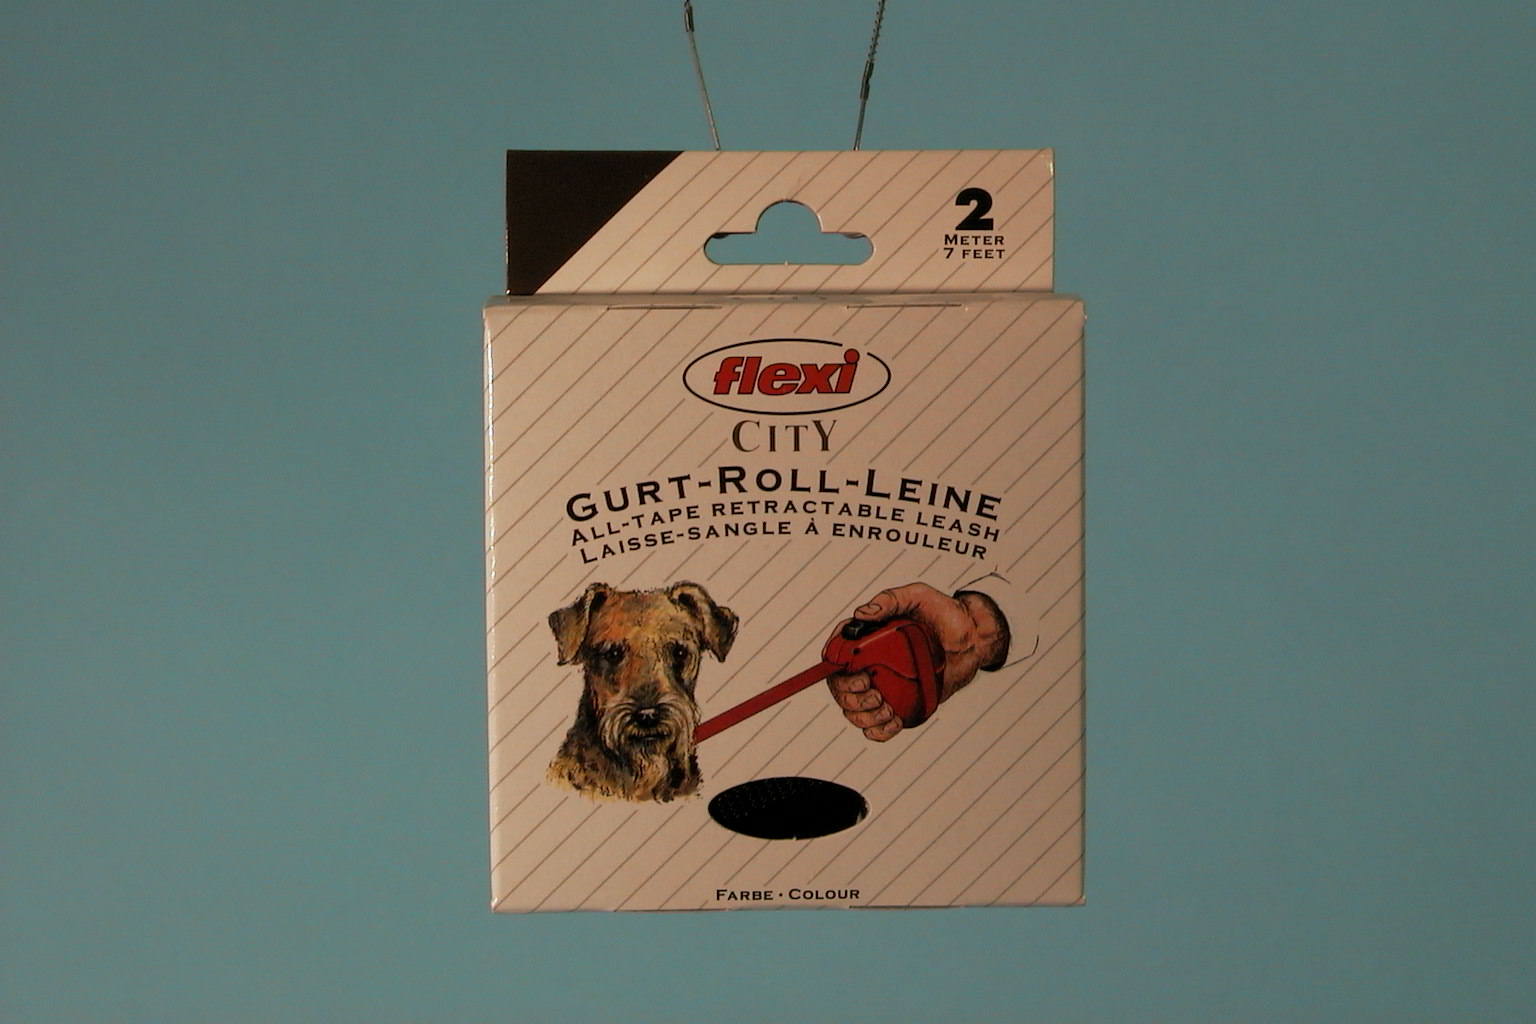 2
METER
7 FEET
flexi
CITY
GURT-ROLL-LEINE
ALL-TAPE RETRACTABLE LEASH
LAISSE-SANGLE À ENROULEUR
FARBE · COLOUR